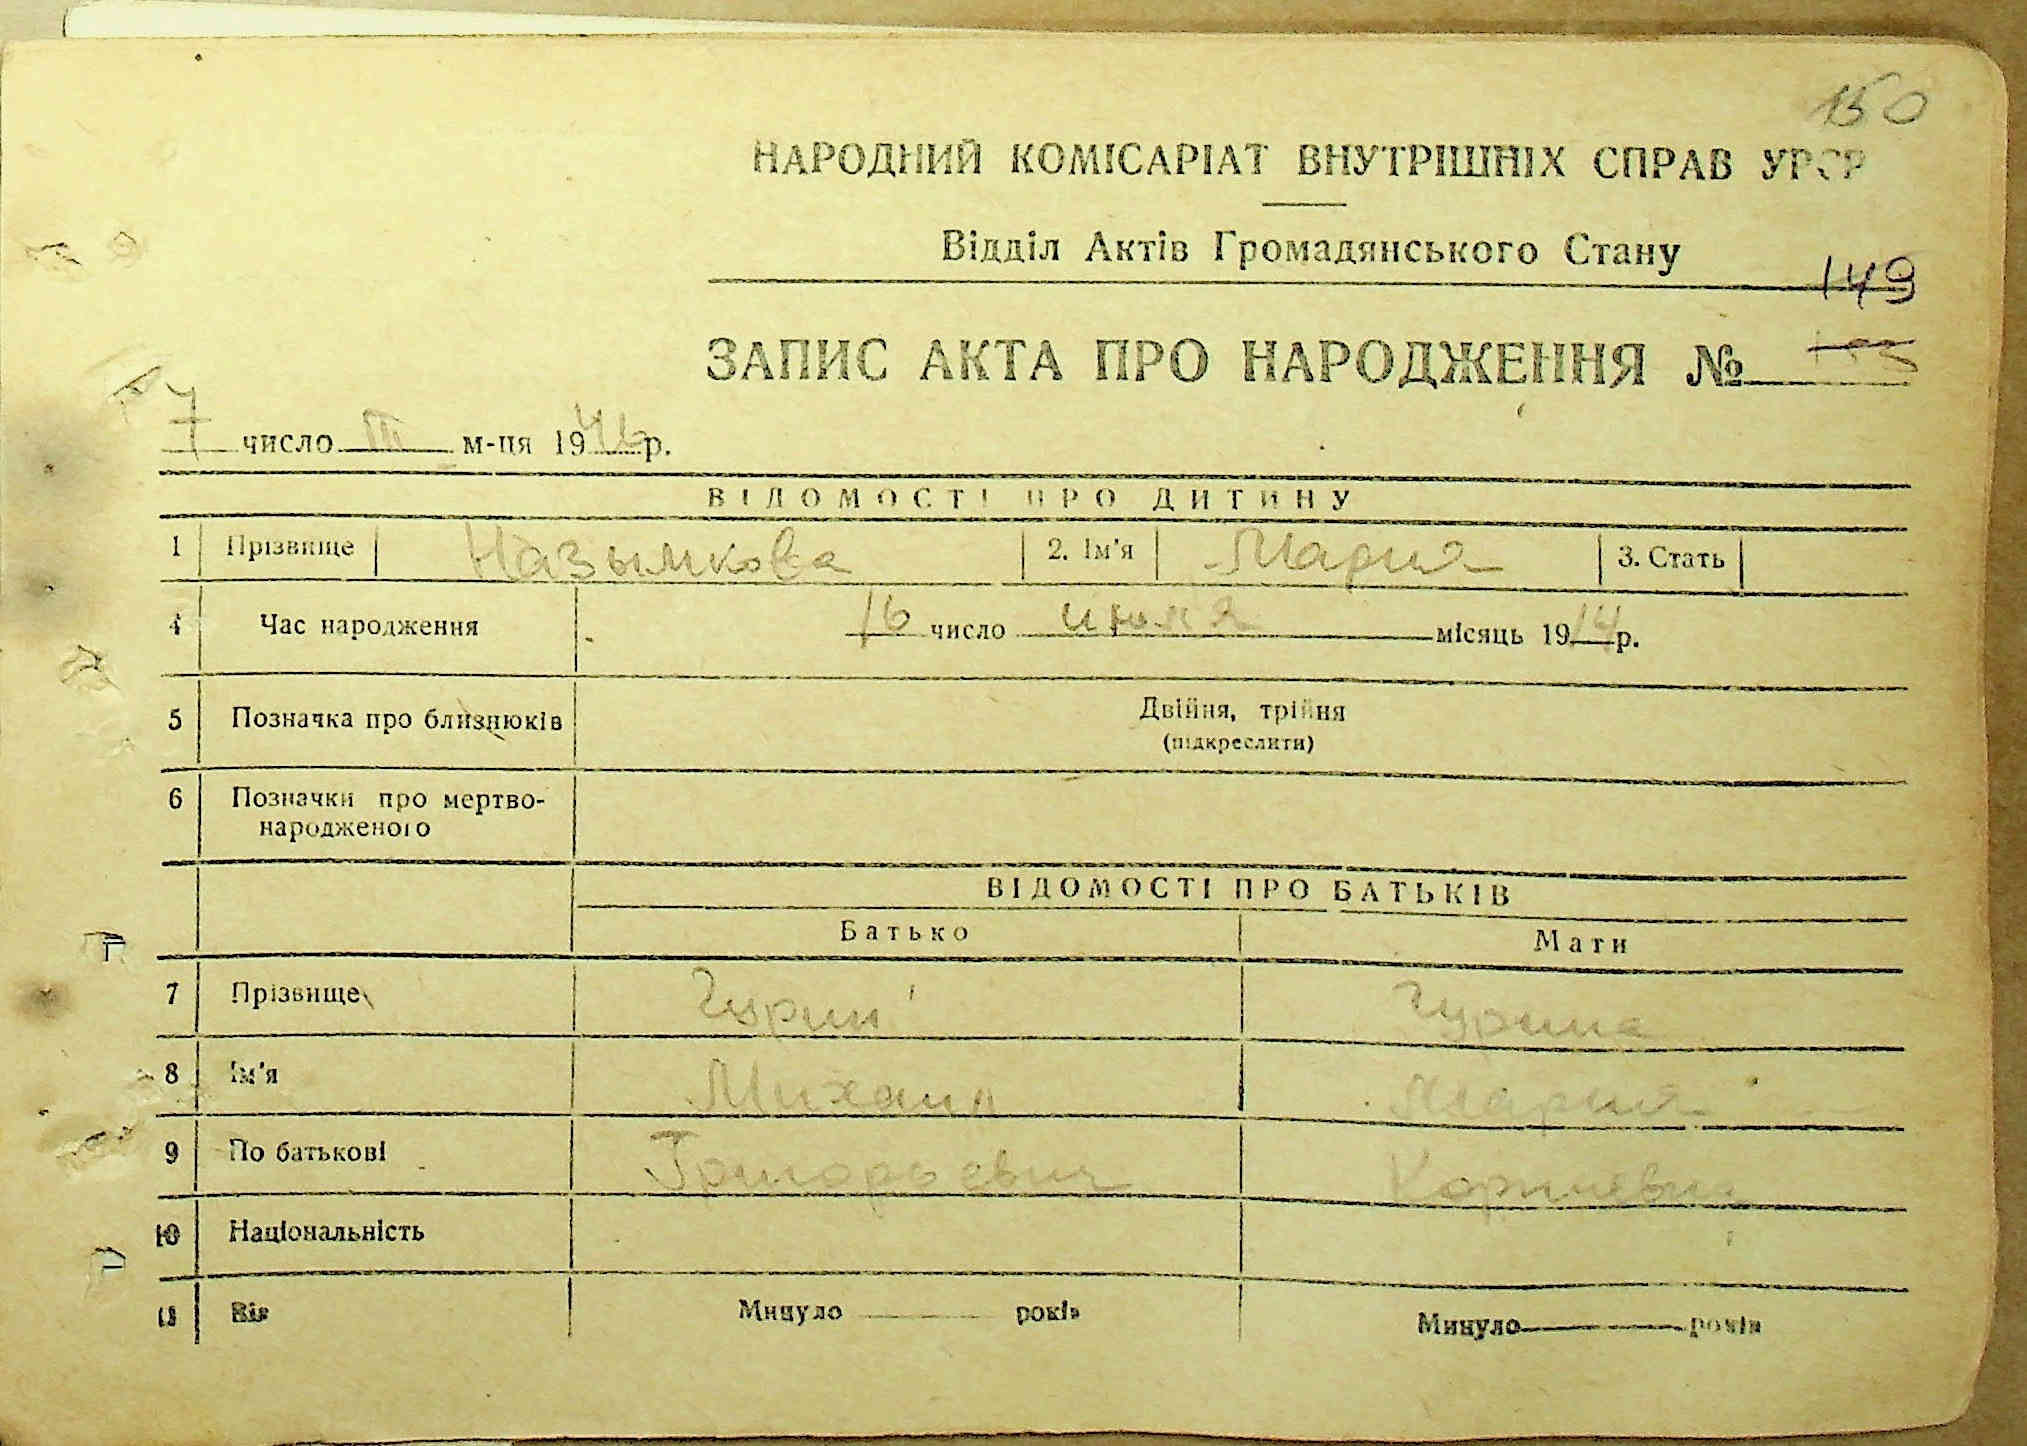 150
НАРОДНИЙ КОМІСАРІАТ ВНУТРІШНІХ СПРАВ УРСР
Відділ Актів Громадянського Стану
149
ЗАПИС АКТА ПРО НАРОДЖЕННЯ №
7 число III м-ця 19 р.
ВІДОМОСТІ ПРО ДИТИНУ
1 Прізвище Назымкова 2. Ім'я Мария 3. Стать
4 Час народження 16 число июля місяць 1914 р.
5 Позначка про близнюків Двійня, трійня
(підкреслити)
6 Позначки про мертво-
народженого
ВІДОМОСТІ ПРО БАТЬКІВ
Батько Мати
7 Прізвище Гурин Гурина
8 Ім'я Михаил Мария
9 По батькові Григорьевич Корнеевна
10 Національність
11 Вік Минуло років Минуло років